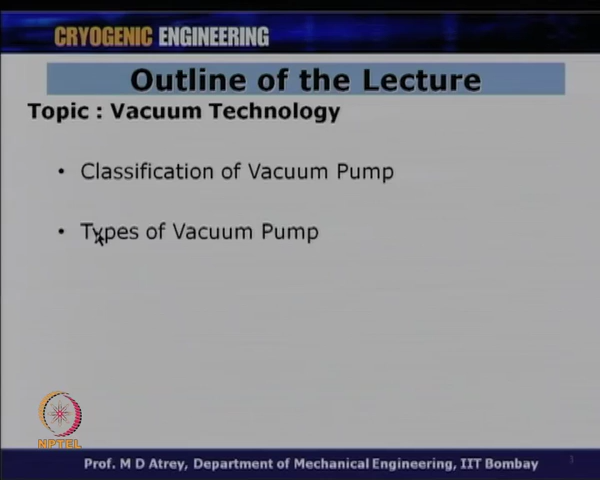 CRYOGENIC ENGINEERING
Outline of the Lecture
Topic : Vacuum Technology
• Classification of Vacuum Pump
• Types of Vacuum Pump
NPTEL
Prof. M D Atrey, Department of Mechanical Engineering, IIT Bombay
3